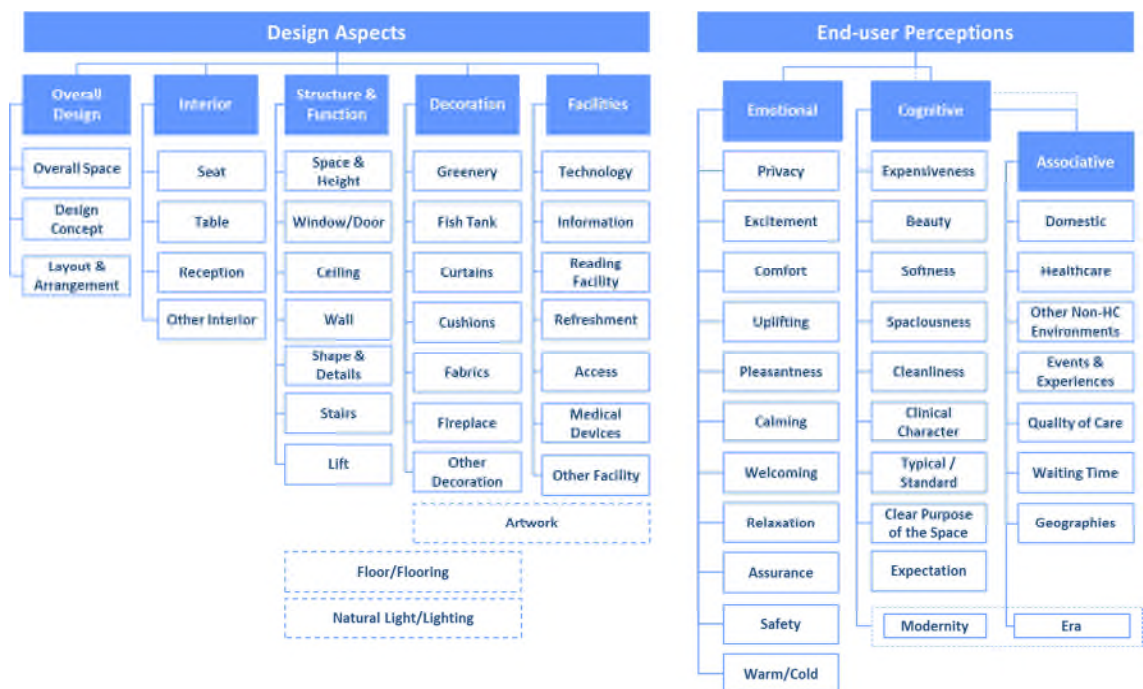 Design Aspects
Overall
Design
Overall Space
Design
Concept
Layout &
Arrangement
Interior
Seat
Table
Reception
Other Interior
Structure &
Function
Space &
Height
Window/Door
Ceiling
Wall
Shape &
Details
Stairs
Lift
Decoration
Greenery
Fish Tank
Curtains
Cushions
Fabrics
Fireplace
Other
Decoration
Facilities
Technology
Information
Reading
Facility
Refreshment
Access
Medical
Devices
Other Facility
Artwork
Floor/Flooring
Natural Light/Lighting
End-user Perceptions
Emotional
Privacy
Excitement
Comfort
Uplifting
Pleasantness
Calming
Welcoming
Relaxation
Assurance
Safety
Warm/Cold
Cognitive
Expensiveness
Beauty
Softness
Spaciousness
Cleanliness
Clinical
Character
Typical /
Standard
Clear Purpose
of the Space
Expectation
Modernity
Associative
Domestic
Healthcare
Other Non-HC
Environments
Events &
Experiences
Quality of Care
Waiting Time
Geographies
Era